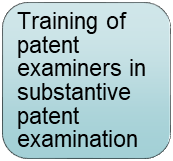 Training of
patent
examiners in
substantive
patent
examination